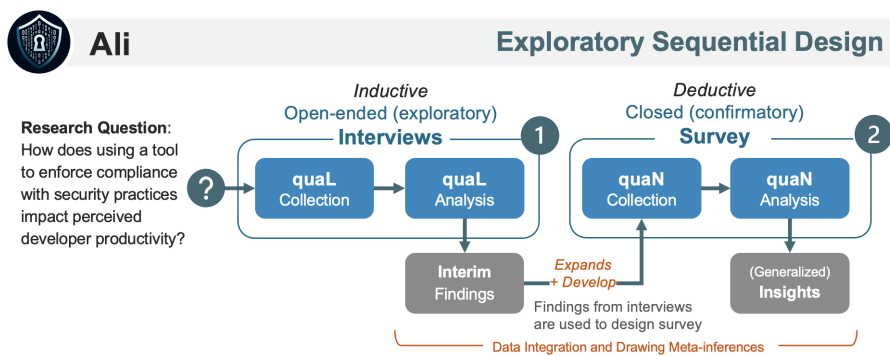 Ali
Exploratory Sequential Design
Research Question:
How does using a tool
to enforce compliance
with security practices
impact perceived
developer productivity?
?
Inductive
Open-ended (exploratory)
Interviews
1
quaL
Collection
quaL
Analysis
Interim
Findings
Expands
+ Develop
Findings from interviews
are used to design survey
Deductive
Closed (confirmatory)
Survey
2
quaN
Collection
quaN
Analysis
(Generalized)
Insights
Data Integration and Drawing Meta-inferences